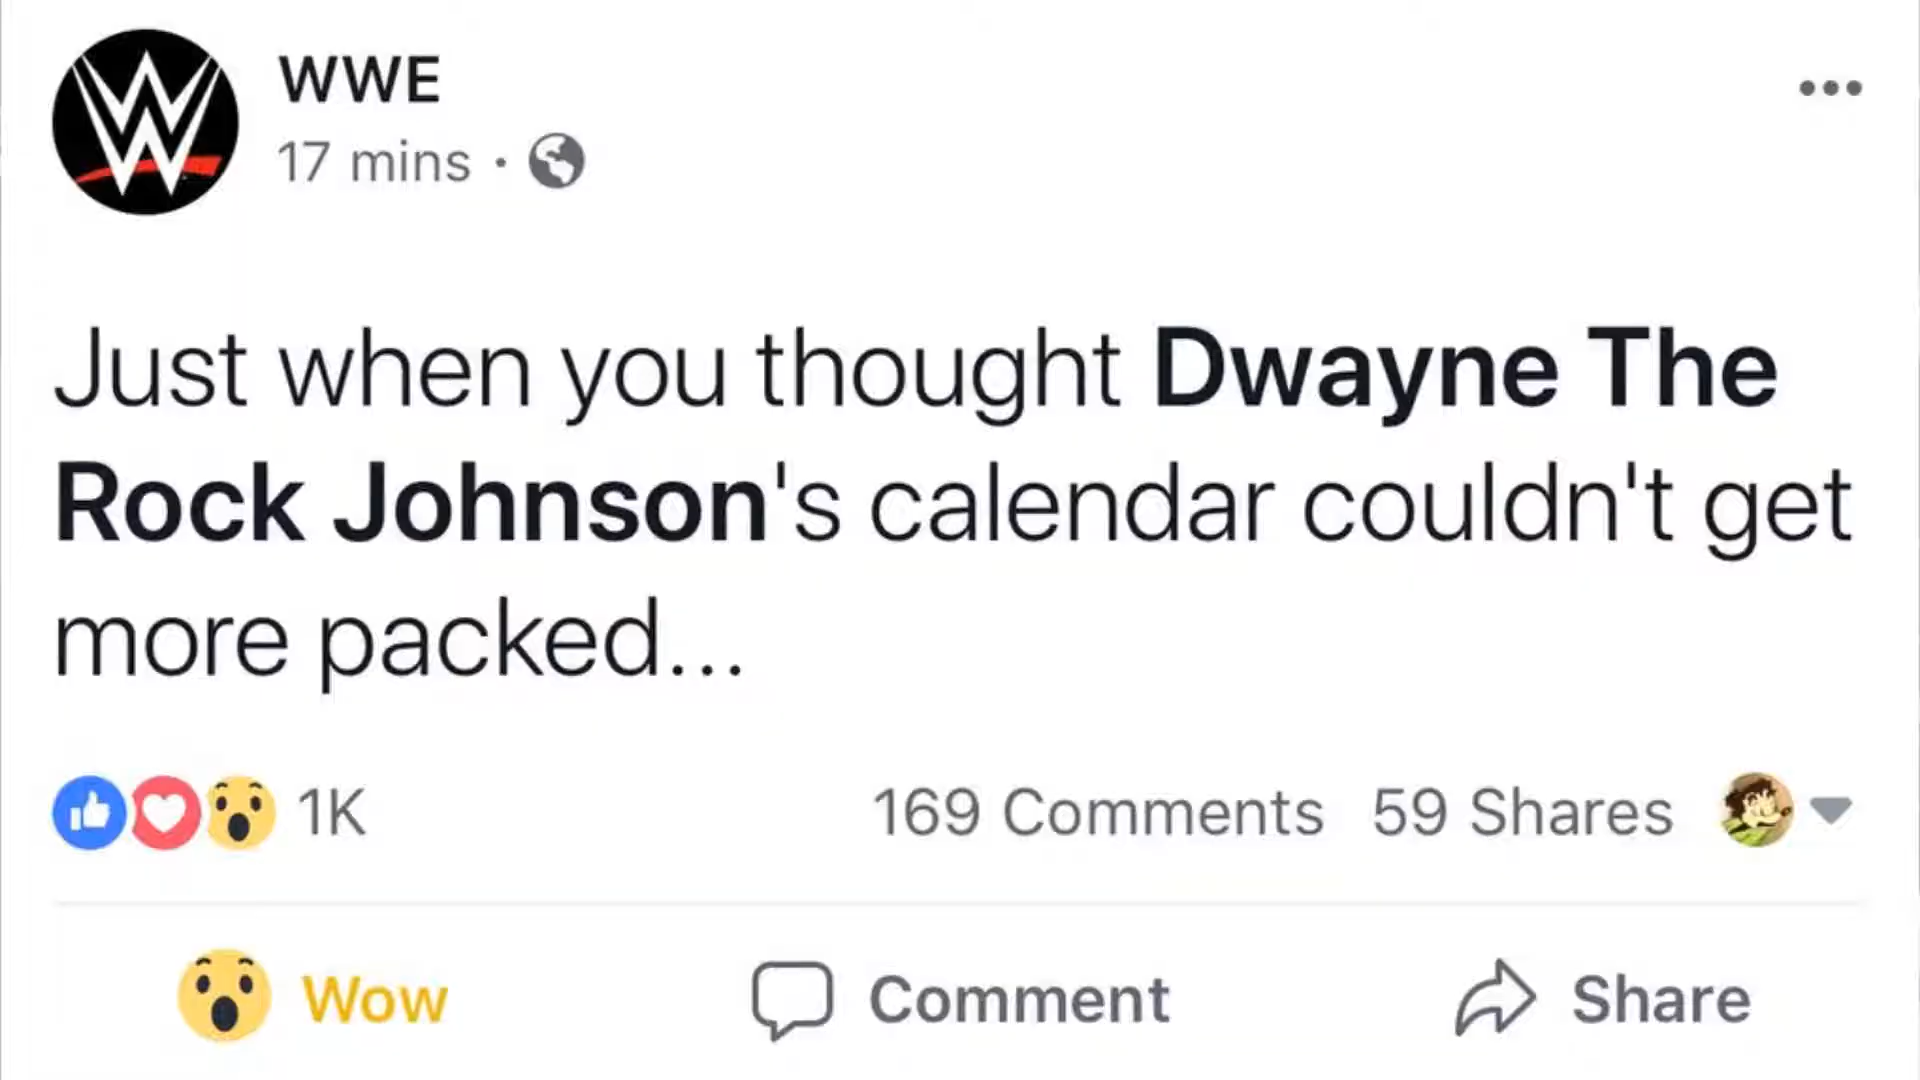 WWE
17 mins ·
Just when you thought Dwayne The
Rock Johnson's calendar couldn't get
more packed...
1K
169 Comments 59 Shares
Wow
Comment
Share